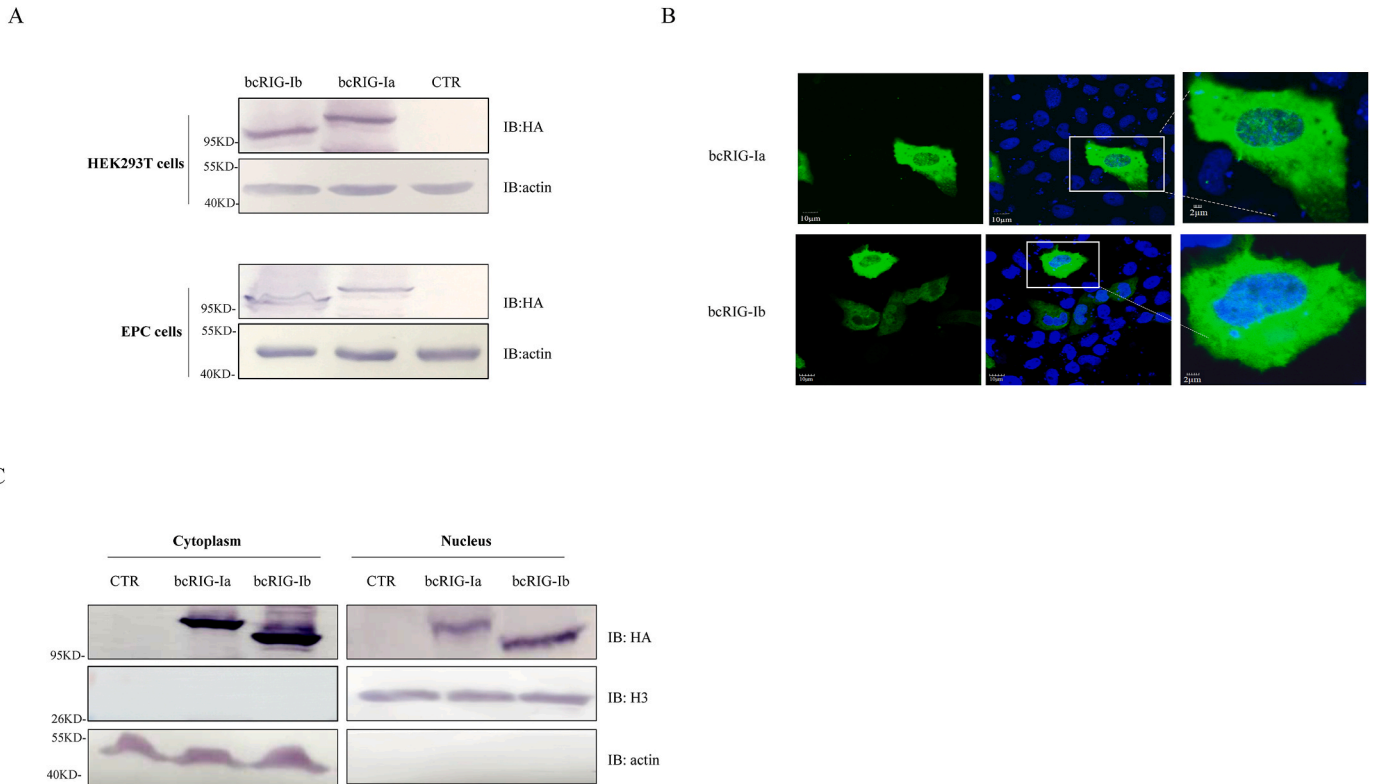 A
bcRIG-Ib bcRIG-Ia CTR
IB:HA
95KD-
HEK293T cells
55KD-
IB:actin
40KD-
IB:HA
95KD-
EPC cells
55KD-
IB:actin
40KD-
B
bcRIG-Ia
10μm
10μm
2μm
bcRIG-Ib
10μm
10μm
2μm
C
Cytoplasm Nucleus
CTR bcRIG-Ia bcRIG-Ib CTR bcRIG-Ia bcRIG-Ib
IB: HA
95KD-
IB: H3
26KD-
55KD-
IB: actin
40KD-